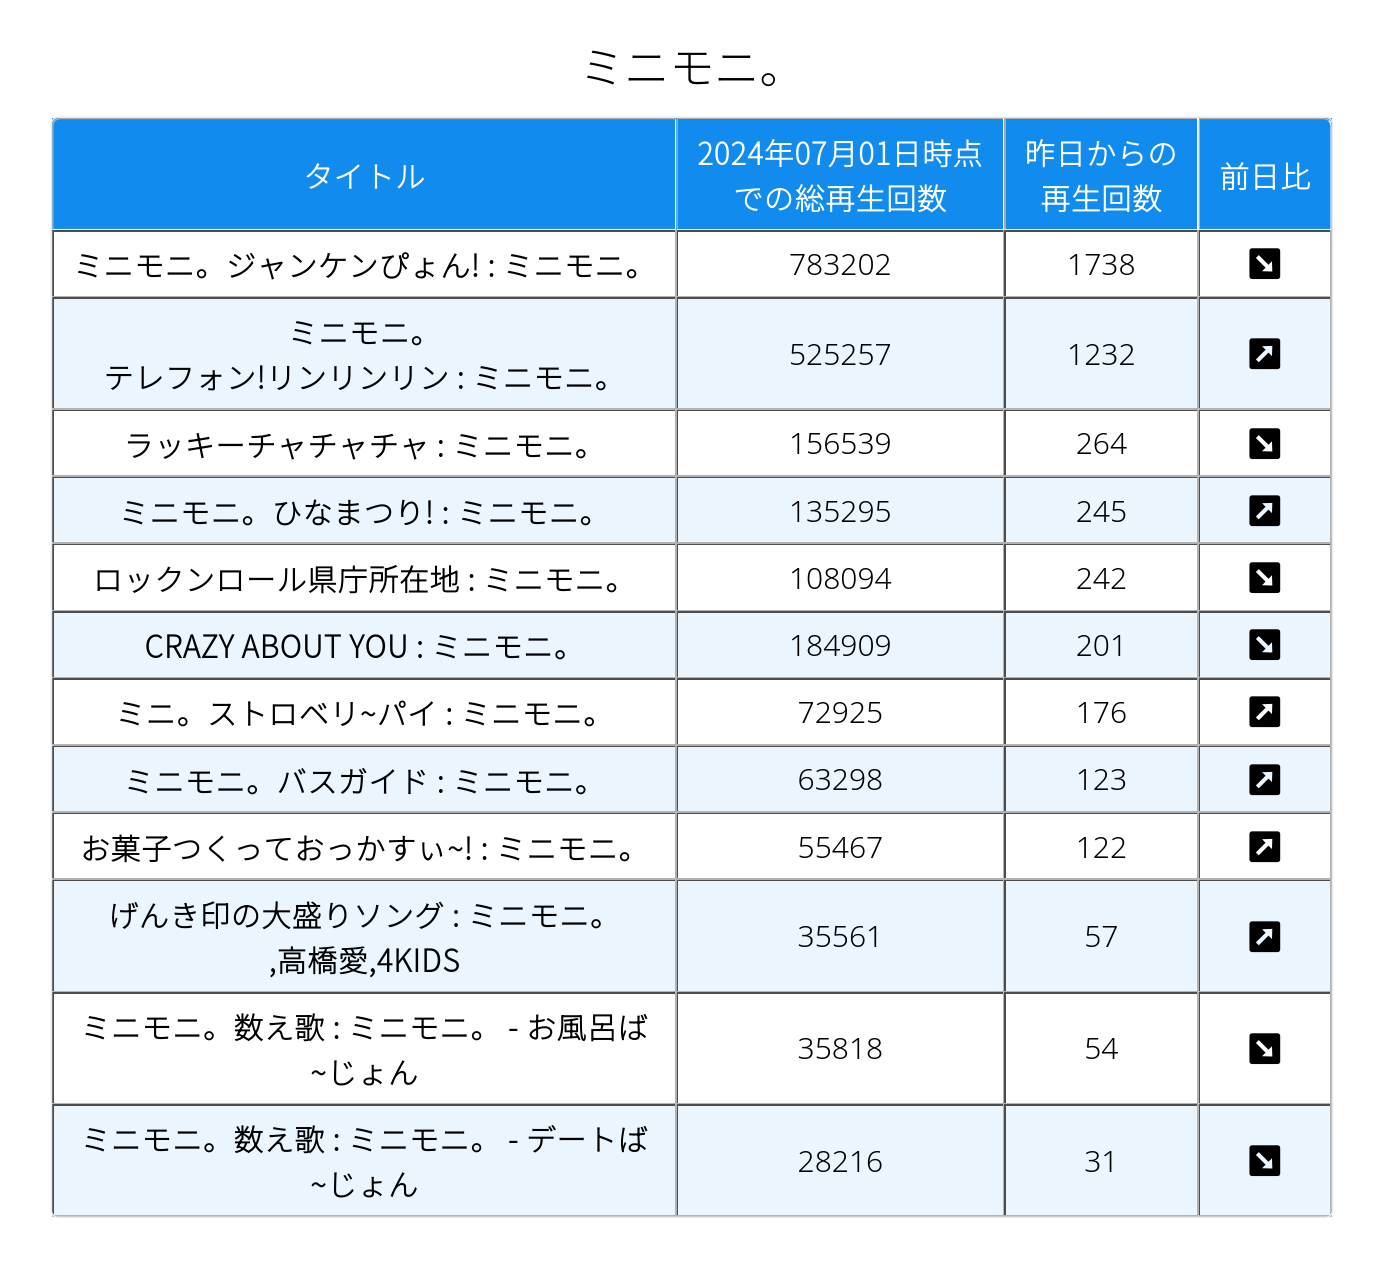 ミニモニ。
タイトル
2024年07月01日時点
での総再生回数
昨日からの
再生回数
前日比
ミニモニ。ジャンケンぴょん! : ミニモニ。
783202
1738
ミニモニ。
テレフォン!リンリンリン : ミニモニ。
525257
1232
ラッキーチャチャチャ : ミニモニ。
156539
264
ミニモニ。ひなまつり! : ミニモニ。
135295
245
ロックンロール県庁所在地 : ミニモニ。
108094
242
CRAZY ABOUT YOU : ミニモニ。
184909
201
ミニ。ストロベリ~パイ : ミニモニ。
72925
176
ミニモニ。バスガイド : ミニモニ。
63298
123
お菓子つくっておっかすぃ~! : ミニモニ。
55467
122
げんき印の大盛りソング : ミニモニ。
,高橋愛,4KIDS
35561
57
ミニモニ。数え歌 : ミニモニ。 - お風呂ば
~じょん
35818
54
ミニモニ。数え歌 : ミニモニ。 - デートば
~じょん
28216
31